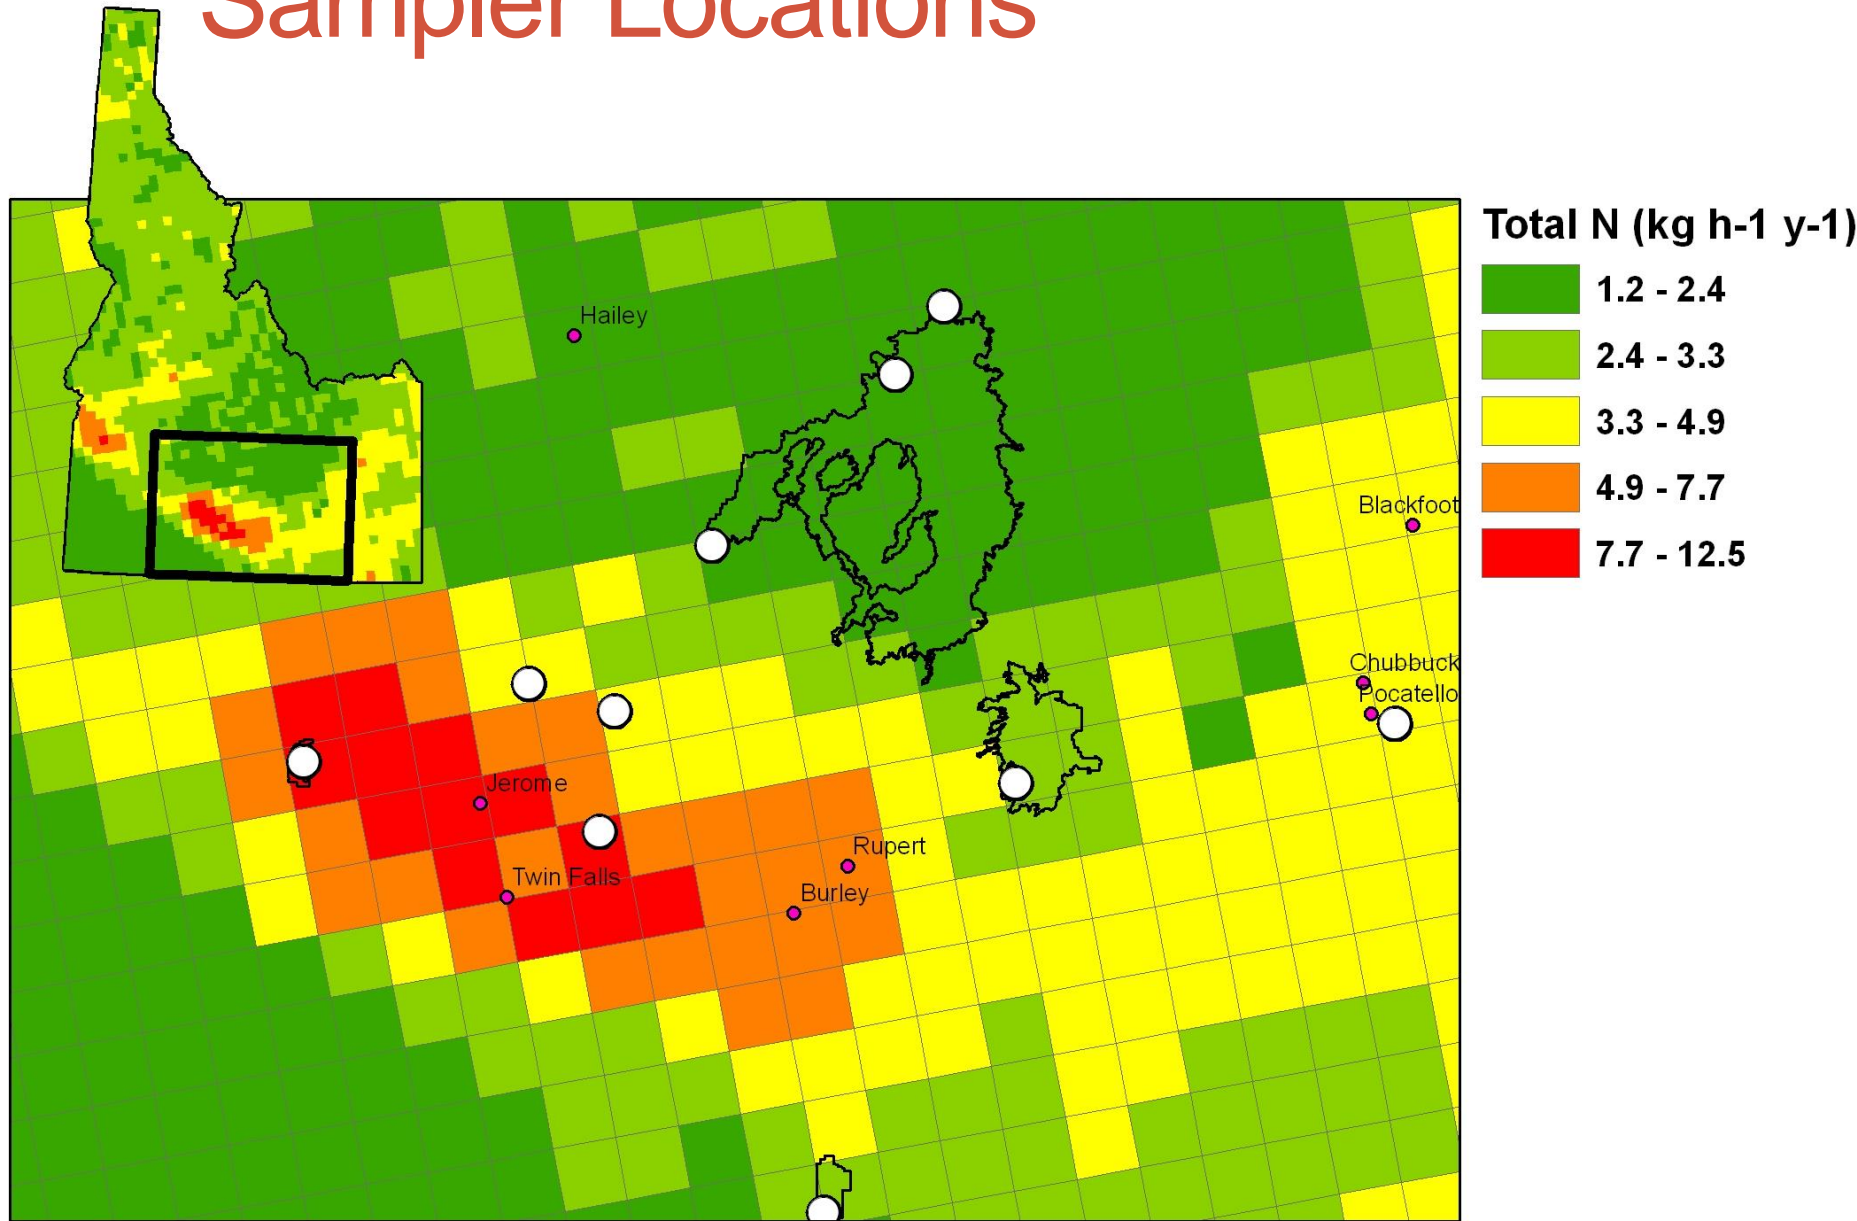 Sampler Locations
Total N (kg h-1 y-1)
1.2 - 2.4
2.4 - 3.3
3.3 - 4.9
4.9 - 7.7
7.7 - 12.5
Hailey
Blackfoot
Chubbuck
Pocatello
Jerome
Rupert
Twin Falls
Burley